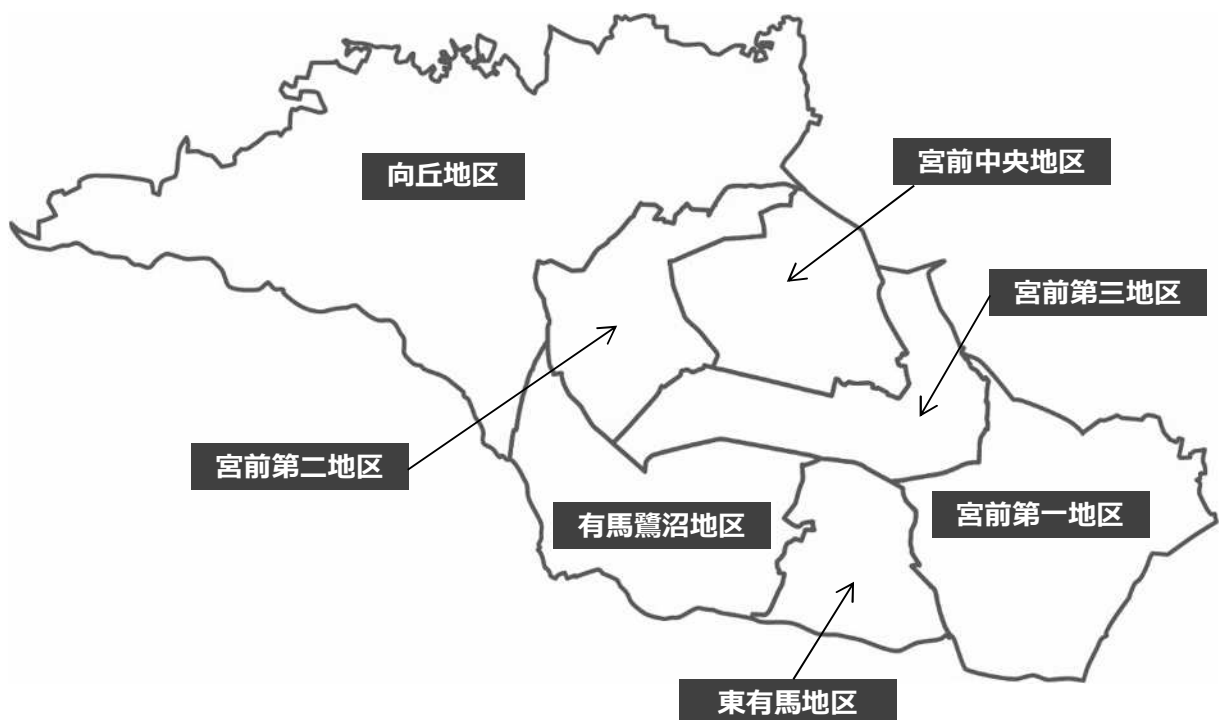 宮前中央地区
向丘地区
宮前第三地区
宮前第二地区
有馬鷺沼地区
宮前第一地区
東有馬地区